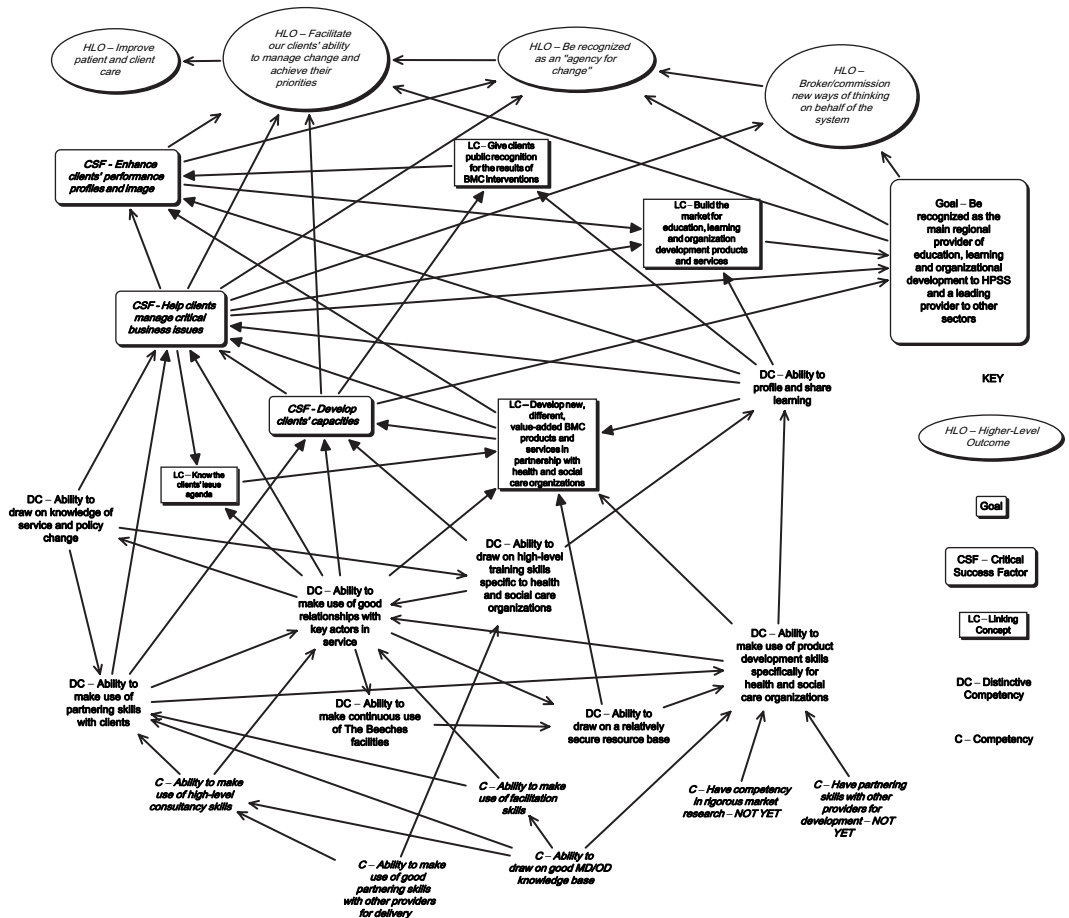 HLO – Improve
patient and client
care
HLO – Facilitate
our clients' ability
to manage change and
achieve their
priorities
HLO – Be recognized
as an "agency for
change"
HLO –
Broker/commission
new ways of thinking
on behalf of the
system
CSF - Enhance
clients' performance
profiles and image
LC – Give clients
public recognition
for the results of
BMC interventions
LC – Build the
market for
education, learning
and organization
development products
and services
Goal – Be
recognized as the
main regional
provider of
education, learning
and organizational
development to HPSS
and a leading
provider to other
sectors
CSF - Help clients
manage critical
business issues
DC – Ability to
profile and share
learning
KEY
CSF - Develop
clients' capacities
LC – Develop new,
different,
value-added BMC
products and
services in
partnership with
health and social
care organizations
HLO – Higher-Level
Outcome
LC – Know the
clients' issue
agenda
DC – Ability to
draw on knowledge of
service and policy
change
Goal
DC – Ability to
draw on high-level
training skills
specific to health
and social care
organizations
CSF – Critical
Success Factor
DC – Ability to
make use of good
relationships with
key actors in
service
LC – Linking
Concept
DC – Ability to
make use of product
development skills
specifically for
health and social
care organizations
DC – Ability to
make use of
partnering skills
with clients
DC – Distinctive
Competency
DC – Ability to
make continuous use
of The Beeches
facilities
DC – Ability to
draw on a relatively
secure resource base
C – Competency
C – Ability to make
use of high-level
consultancy skills
C – Ability to make
use of facilitation
skills
C – Have competency
in rigorous market
research – NOT YET
C – Have partnering
skills with other
providers for
development – NOT
YET
C – Ability to make
use of good
partnering skills
with other providers
for delivery
C – Ability to
draw on good MD/OD
knowledge base